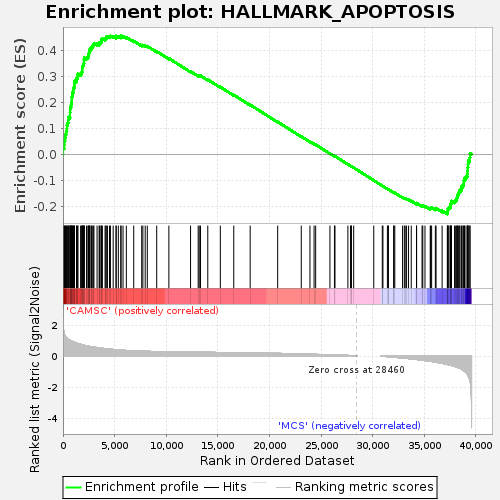 Enrichment plot: HALLMARK_APOPTOSIS
Enrichment score (ES)
0.4
0.3
0.2
0.1
0.0
-0.1
-0.2
'CAMSC' (positively correlated)
Ranked list metric (Signal2Noise)
2
0
-2
-4
Zero cross at 28460
'MCS' (negatively correlated)
0
5,000
10,000
15,000
20,000
25,000
30,000
35,000
40,000
Rank in Ordered Dataset
Enrichment profile
Hits
Ranking metric scores